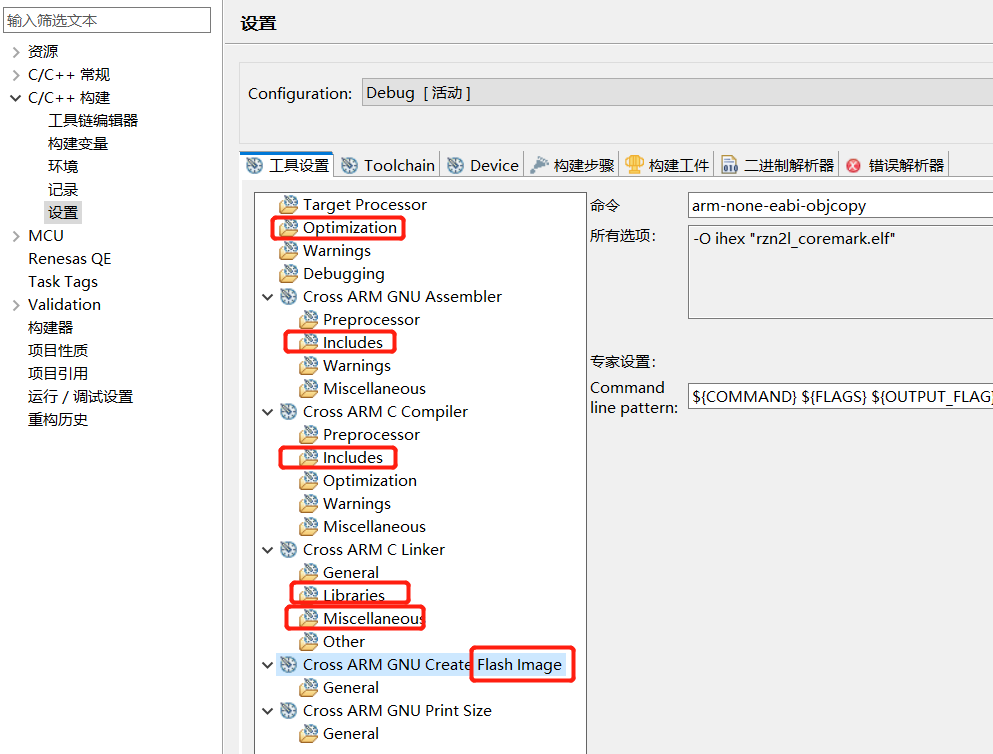 输入筛选文本
资源
C/C++ 常规
C/C++ 构建
工具链编辑器
构建变量
环境
记录
设置
MCU
Renesas QE
Task Tags
Validation
构建器
项目性质
项目引用
运行 / 调试设置
重构历史
设置
Configuration:
Debug [ 活动 ]
工具设置
Toolchain
Device
构建步骤
构建工件
二进制解析器
错误解析器
Target Processor
Optimization
Warnings
Debugging
Cross ARM GNU Assembler
Preprocessor
Includes
Warnings
Miscellaneous
Cross ARM C Compiler
Preprocessor
Includes
Optimization
Warnings
Miscellaneous
Cross ARM C Linker
General
Libraries
Miscellaneous
Other
Cross ARM GNU Create Flash Image
General
Cross ARM GNU Print Size
General
命令
arm-none-eabi-objcopy
所有选项:
-O ihex "rzn2l_coremark.elf"
专家设置:
Command
line pattern:
${COMMAND} ${FLAGS} ${OUTPUT_FLAG}